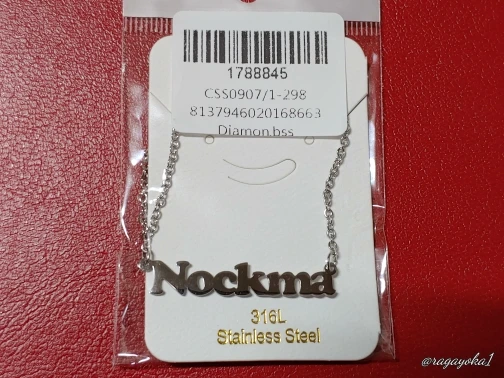 1788845
CSS0907/1-298
8137946020168663
Diamon.bss
Nockma
316L
Stainless Steel
@ragayoka1